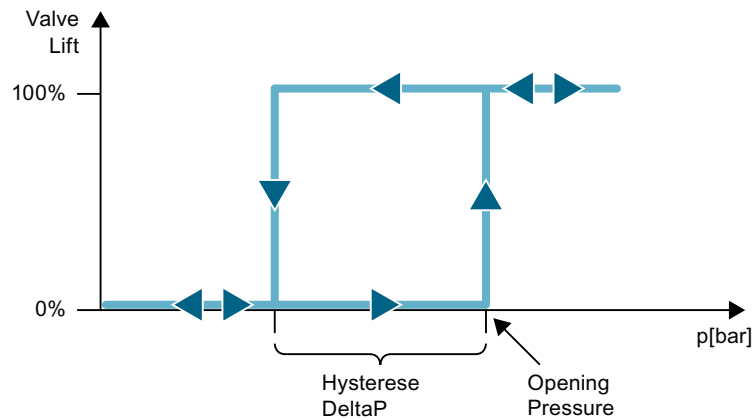 Valve
Lift
100%
0%
p[bar]
Hysterese
DeltaP
Opening
Pressure